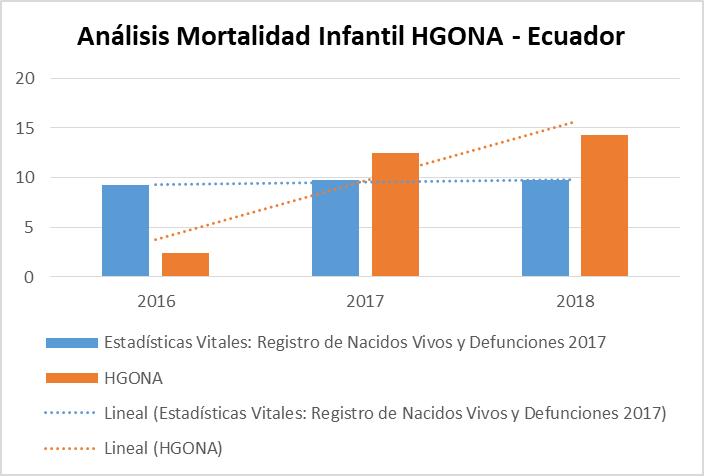 Análisis Mortalidad Infantil HGONA - Ecuador
20
15
10
5
0
2016 2017 2018
Estadísticas Vitales: Registro de Nacidos Vivos y Defunciones 2017
HGONA
Lineal (Estadísticas Vitales: Registro de Nacidos Vivos y Defunciones 2017)
Lineal (HGONA)